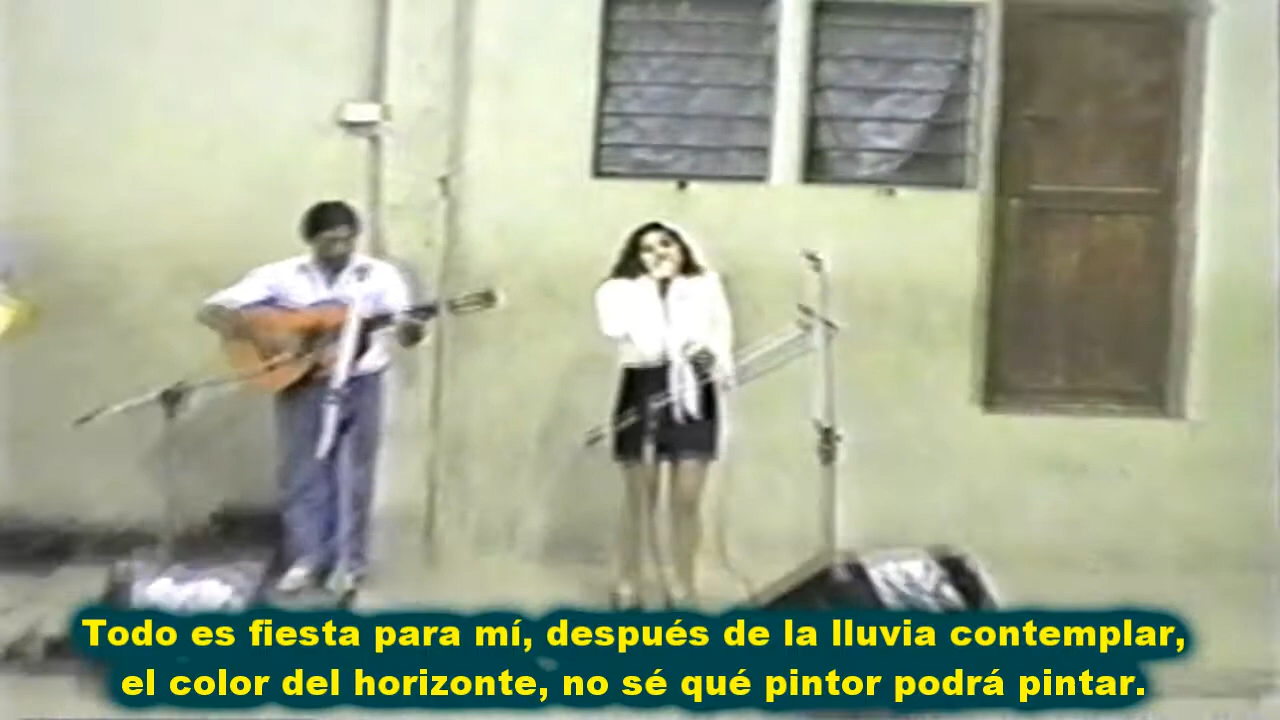 Todo es fiesta para mí, después de la lluvia contemplar,
el color del horizonte, no sé qué pintor podrá pintar.